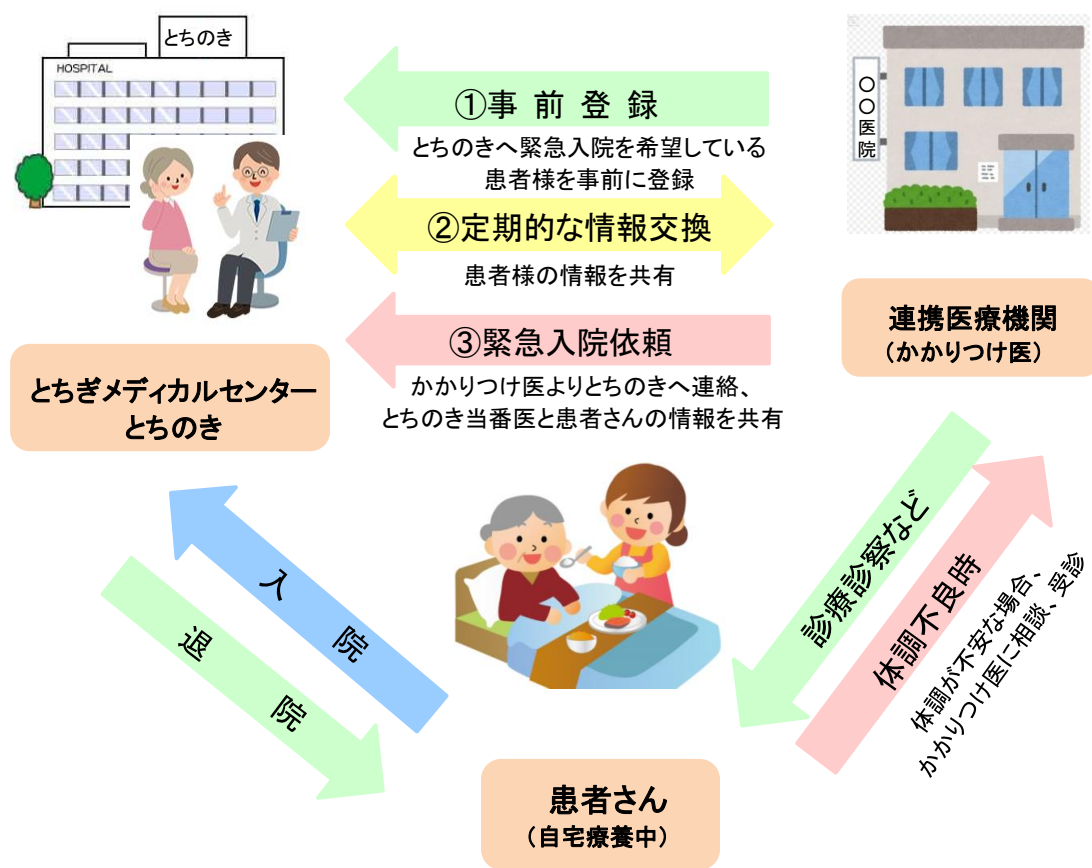 とちのき
HOSPITAL
〇〇医院
①事前登録
とちのきへ緊急入院を希望している
患者様を事前に登録
②定期的な情報交換
患者様の情報を共有
③緊急入院依頼
かかりつけ医よりとちのきへ連絡、
とちのき当番医と患者さんの情報を共有
とちぎメディカルセンター
とちのき
連携医療機関
（かかりつけ医）
入院
退院
診療診察など
体調不良時
体調が不安な場合、
かかりつけ医に相談、受診
患者さん
（自宅療養中）